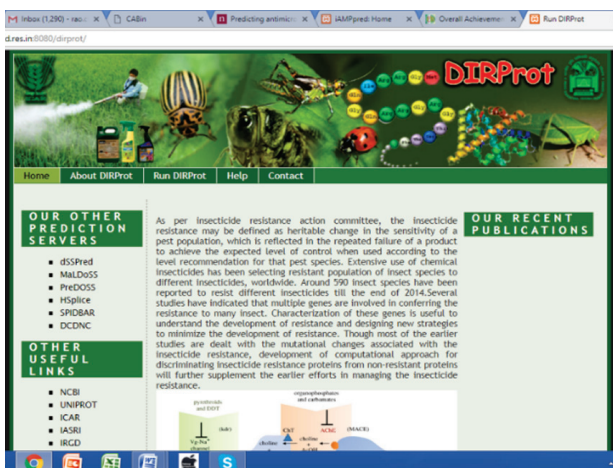 Inbox (1,290) - rao.c
CABin
Predicting antimicro
iAMPpred: Home
Overall Achieveme
Run DIRProt
d.res.in:8080/dirprot/
DIRProt
Home About DIRProt Run DIRProt Help Contact
OUR OTHER
PREDICTION
SERVERS
dSSPred
MaLDoSS
PreDOSS
HSplice
SPIDBAR
DCDNC
OTHER
USEFUL
LINKS
NCBI
UNIPROT
ICAR
IASRI
IRGD
As per insecticide resistance action committee, the insecticide
resistance may be defined as heritable change in the sensitivity of a
pest population, which is reflected in the repeated failure of a product
to achieve the expected level of control when used according to the
level recommendation for that pest species. Extensive use of chemical
insecticides has been selecting resistant population of insect species to
different insecticides, worldwide. Around 590 insect species have been
reported to resist different insecticides till the end of 2014.Several
studies have indicated that multiple genes are involved in conferring the
resistance to many insect. Characterization of these genes is useful to
understand the development of resistance and designing new strategies
to minimize the development of resistance. Though most of the earlier
studies are dealt with the mutational changes associated with the
insecticide resistance, development of computational approach for
discriminating insecticide resistance proteins from non-resistant proteins
will further supplement the earlier efforts in managing the insecticide
resistance.
pyrethroids
and DDT
(kdr)
Vg-Na+
channel
organophosphates
and carbamates
ChT
AChE
(MACE)
choline
choline
OUR RECENT
PUBLICATIONS